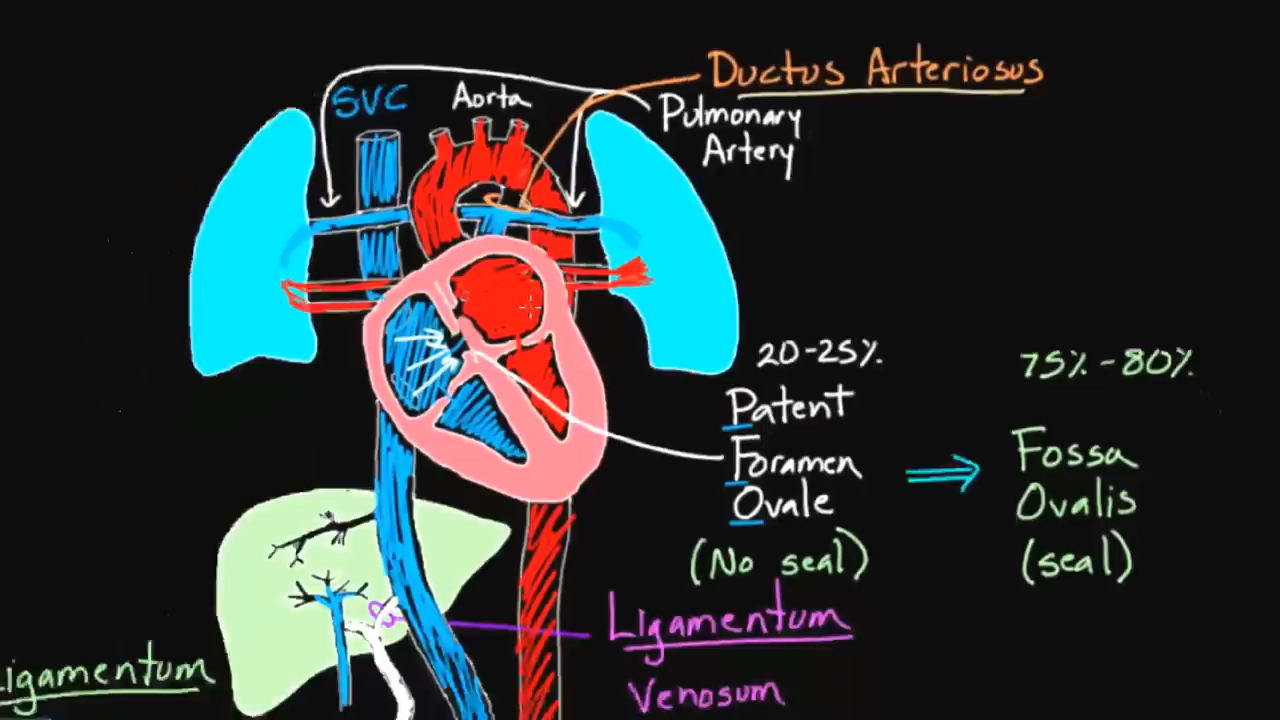 Ductus Arteriosus
SVC
Aorta
Pulmonary
Artery
20-25%
75%-80%
Patent
Foramen
Ovale
(No seal)
Fossa
Ovalis
(seal)
Ligamentum
Venosum
igamentum